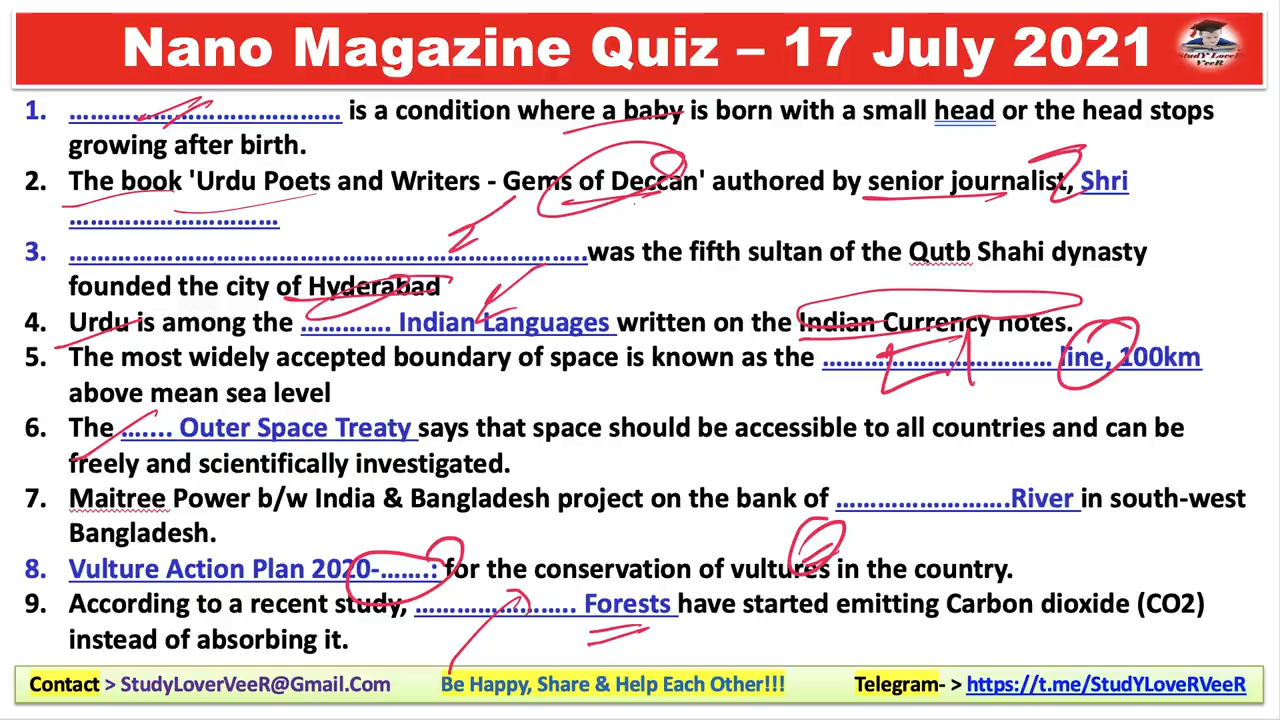 Nano Magazine Quiz – 17 July 2021
StudY LoveR
VeeR
1. ………………………………………… is a condition where a baby is born with a small head or the head stops
growing after birth.
2. The book 'Urdu Poets and Writers - Gems of Deccan' authored by senior journalist, Shri
………………………………
3. ……………………………………………………………………………..was the fifth sultan of the Qutb Shahi dynasty
founded the city of Hyderabad
4. Urdu is among the …………. Indian Languages written on the Indian Currency notes.
5. The most widely accepted boundary of space is known as the ………………………………… line, 100km
above mean sea level
6. The ….... Outer Space Treaty says that space should be accessible to all countries and can be
freely and scientifically investigated.
7. Maitree Power b/w India & Bangladesh project on the bank of ……………………….River in south-west
Bangladesh.
8. Vulture Action Plan 2020-…….: for the conservation of vultures in the country.
9. According to a recent study, ……………………….. Forests have started emitting Carbon dioxide (CO2)
instead of absorbing it.
Contact > StudyLoverVeeR@Gmail.Com Be Happy, Share & Help Each Other!!! Telegram- > https://t.me/StudYLoveRVeeR